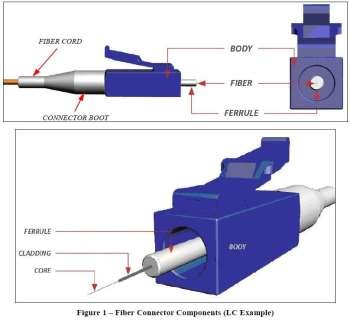 FIBER CORD
BODY
FIBER
CONNECTOR BOOT
FERRULE
FERRULE
CLADDING
CORE
BODY
Figure 1 – Fiber Connector Components (LC Example)